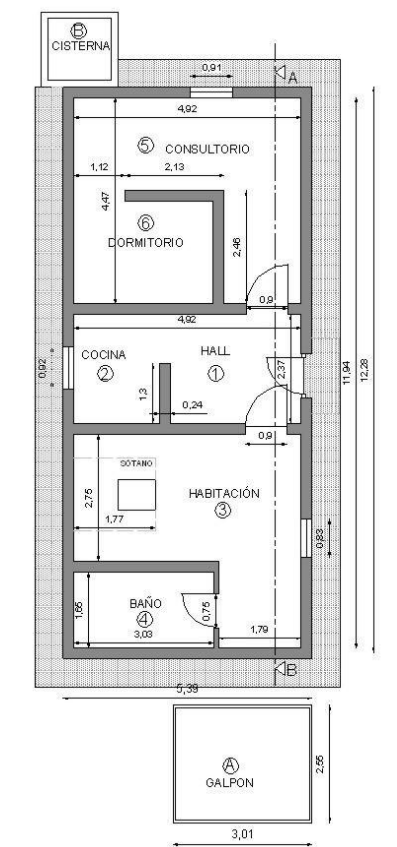 B
CISTERNA
0,91
A
4,92
5 CONSULTORIO
1,12
2,13
4,47
6
DORMITORIO
2,46
0,9
4,92
COCINA
HALL
2
1
0,92
2,37
1,3
0,24
11,94
12,28
0,9
SOTANO
HABITACIÓN
3
2,75
1,77
0,83
BAÑO
4
1,65
0,75
3,03
1,79
B
5,39
A
GALPON
2,55
3,01